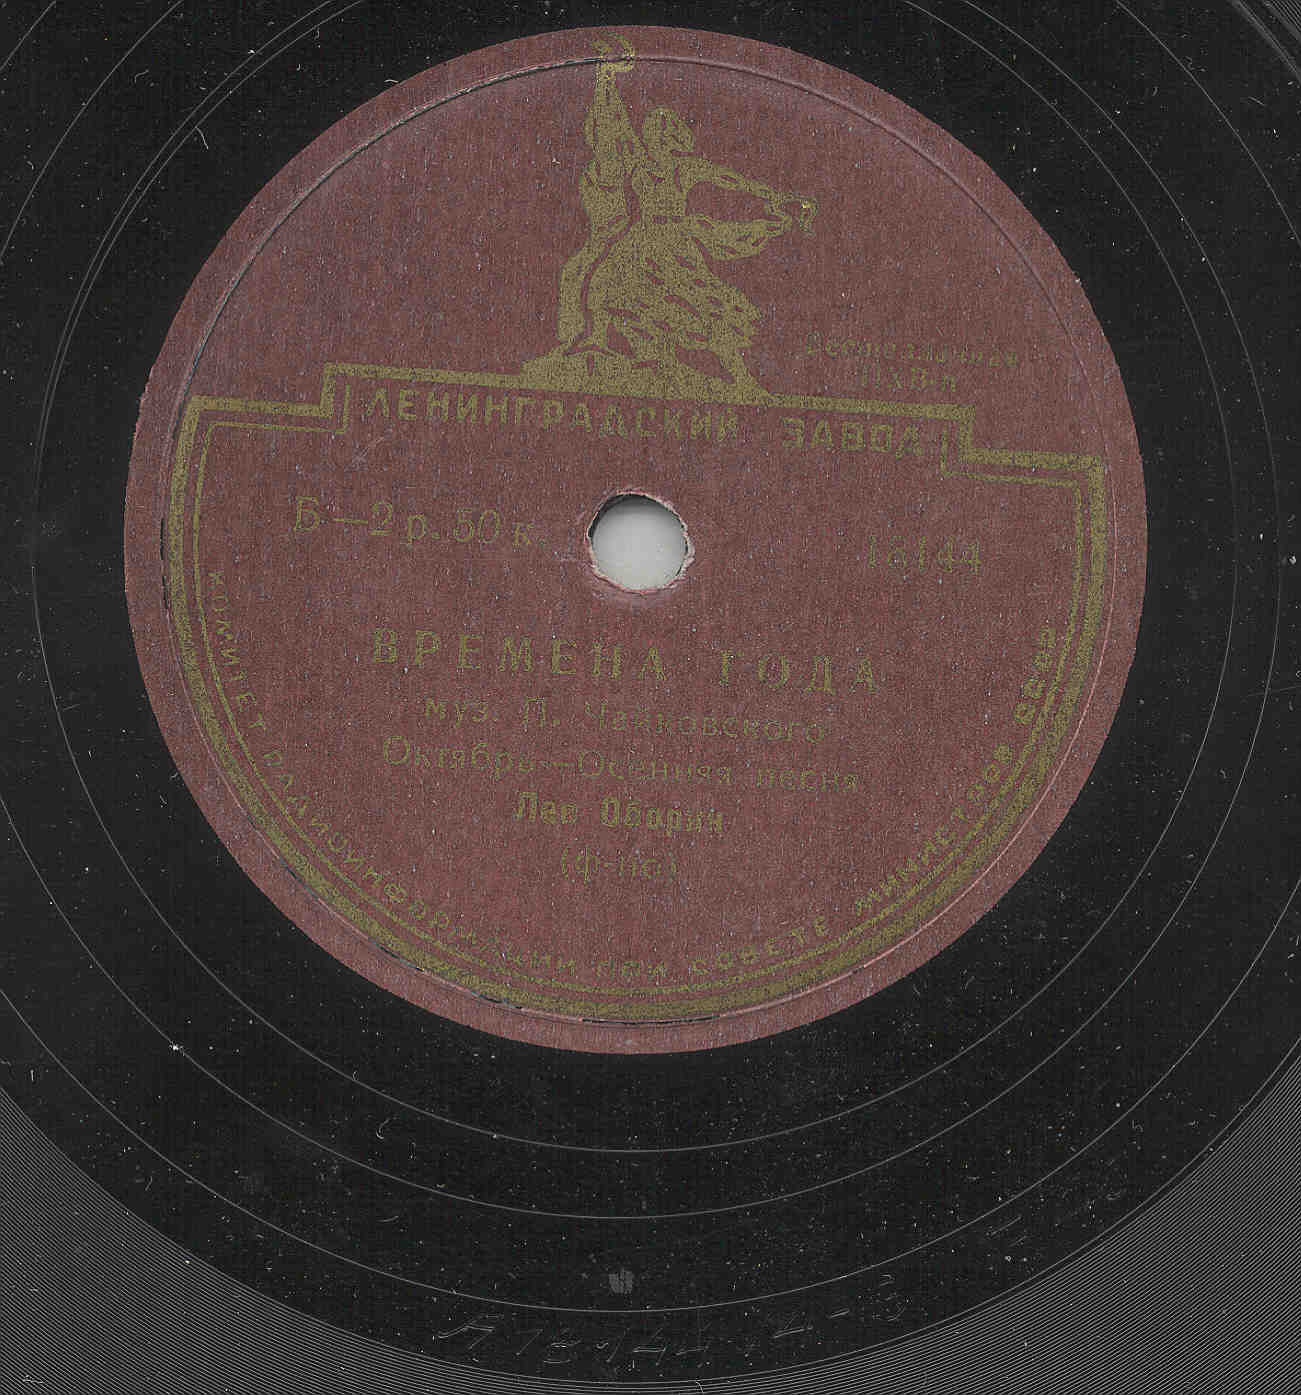 ЛЕНИНГРАДСКИЙ ЗАВОД
Б—2 р. 50 к.
ВРЕМЕНА ГОДА
муз. П. Чайковского
Октябрь—Осенняя песня
Лев Оборин
(ф-но)
КОМИТЕТ РАДИОИНФОРМАЦИИ ПРИ СОВЕТЕ МИНИСТРОВ СССР